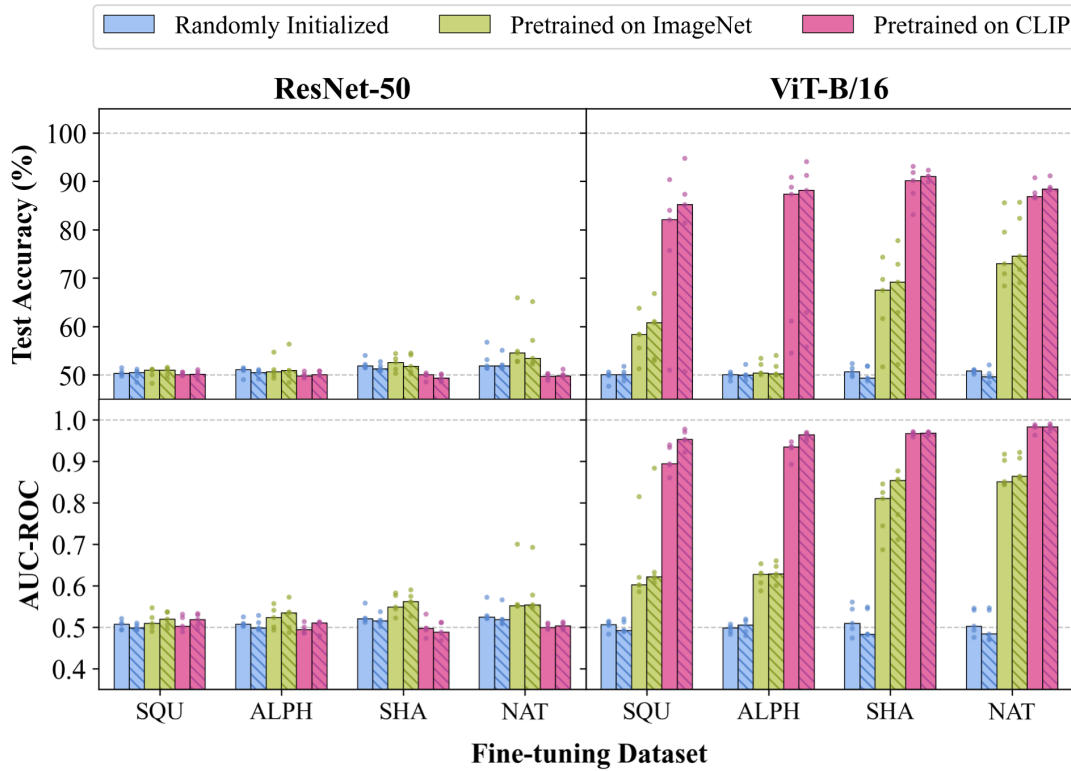 Randomly Initialized Pretrained on ImageNet Pretrained on CLIP
ResNet-50 ViT-B/16
Test Accuracy (%)
100
90
80
70
60
50
AUC-ROC
1.0
0.9
0.8
0.7
0.6
0.5
0.4
SQU ALPH SHA NAT SQU ALPH SHA NAT
Fine-tuning Dataset